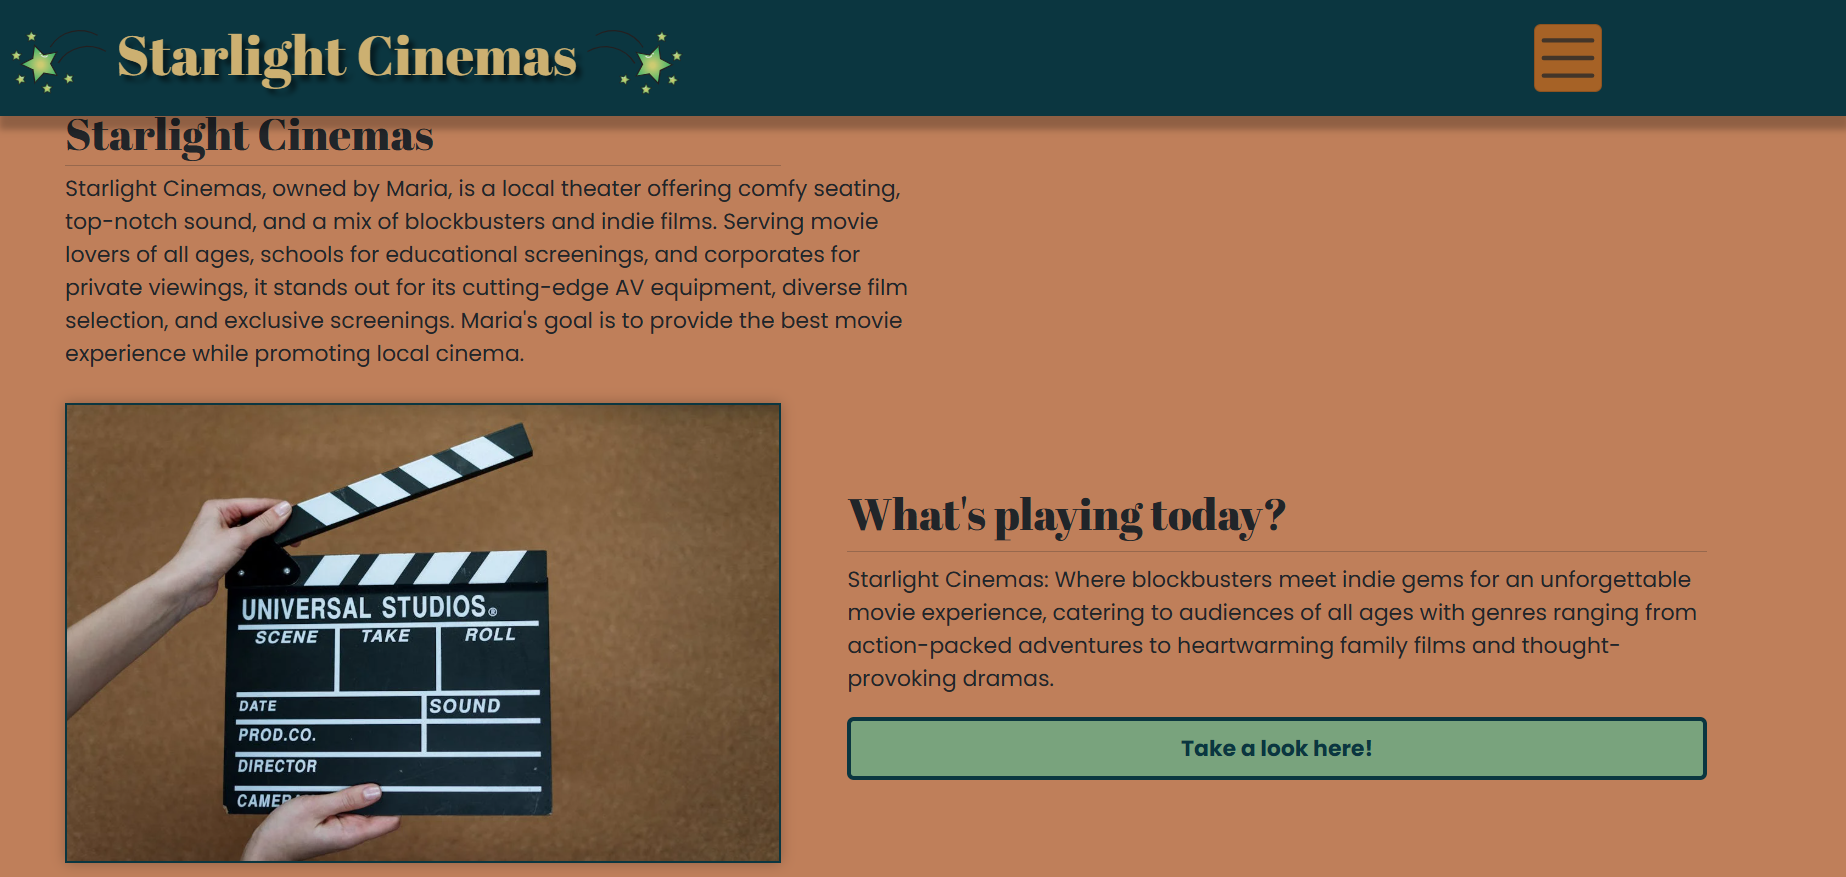 Starlight Cinemas
Starlight Cinemas
Starlight Cinemas, owned by Maria, is a local theater offering comfy seating,
top-notch sound, and a mix of blockbusters and indie films. Serving movie
lovers of all ages, schools for educational screenings, and corporates for
private viewings, it stands out for its cutting-edge AV equipment, diverse film
selection, and exclusive screenings. Maria's goal is to provide the best movie
experience while promoting local cinema.
UNIVERSAL STUDIOS®
SCENE TAKE ROLL
DATE SOUND
PROD.CO.
DIRECTOR
What's playing today?
Starlight Cinemas: Where blockbusters meet indie gems for an unforgettable
movie experience, catering to audiences of all ages with genres ranging from
action-packed adventures to heartwarming family films and thought-
provoking dramas.
Take a look here!